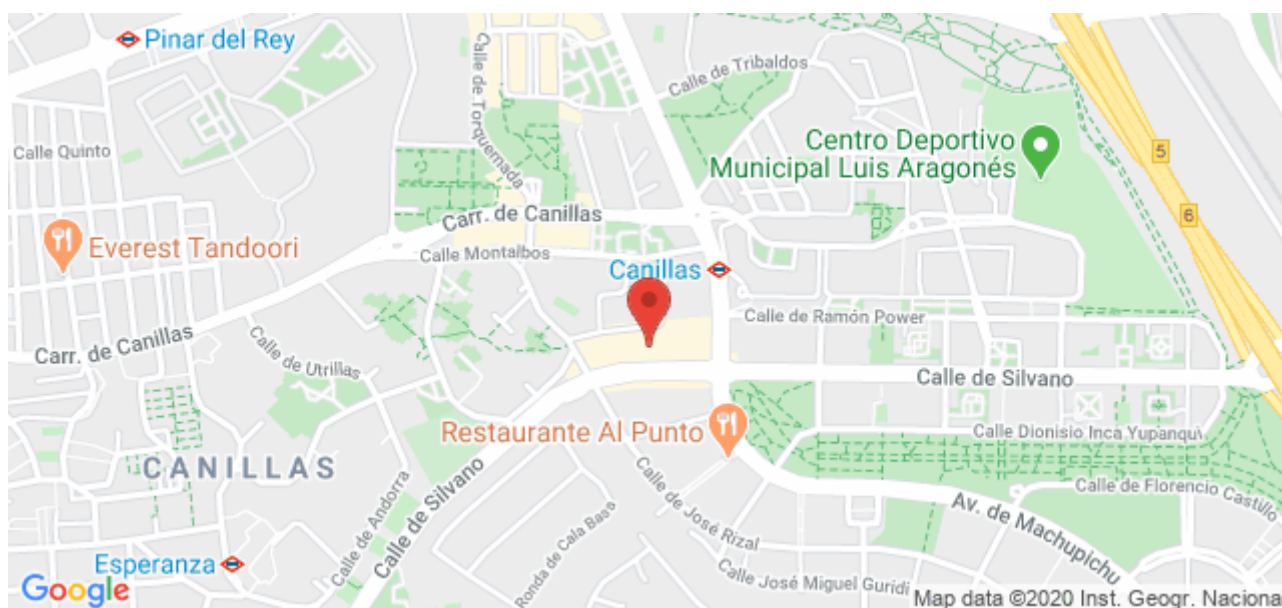 Pinar del Rey
Calle de Torquemada
Calle de Tribaldos
Centro Deportivo
Municipal Luis Aragonés
5
Calle Quinto
6
Carr. de Canillas
Everest Tandoori
Calle Montalbos
Canillas
Calle de Ramón Power
Carr. de Canillas
Calle de Utrillas
Calle de Silvano
Restaurante Al Punto
Calle Dionisio Inca Yupanqui
CANILLAS
Calle de Silvano
Calle de Andorra
Calle de José Rizal
Ronda de Cala Bass
Calle de Florencio Castillo
Av. de Machupichu
Esperanza
Calle José Miguel Guridi
Google
Map data ©2020 Inst. Geogr. Naciona